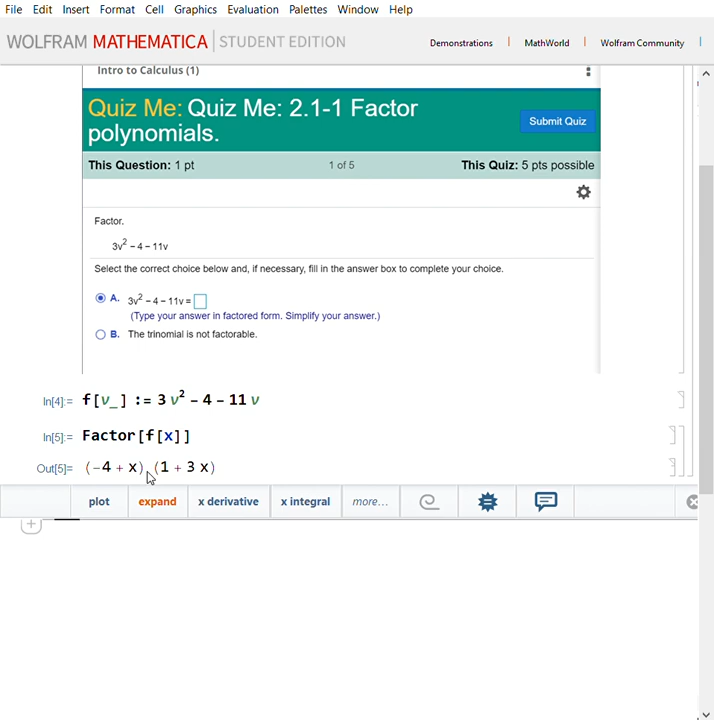 File Edit Insert Format Cell Graphics Evaluation Palettes Window Help
WOLFRAM MATHEMATICA | STUDENT EDITION Demonstrations | MathWorld | Wolfram Community |
Intro to Calculus (1)
Quiz Me: Quiz Me: 2.1-1 Factor
polynomials.
Submit Quiz
This Question: 1 pt 1 of 5 This Quiz: 5 pts possible
Factor.
3v² – 4 – 11v
Select the correct choice below and, if necessary, fill in the answer box to complete your choice.
A. 3v² – 4 – 11v =
(Type your answer in factored form. Simplify your answer.)
B. The trinomial is not factorable.
In[4]:= f[v_] := 3 v² – 4 – 11 v
In[5]:= Factor[f[x]]
Out[5]= (-4 + x) (1 + 3 x)
plot expand x derivative x integral more...